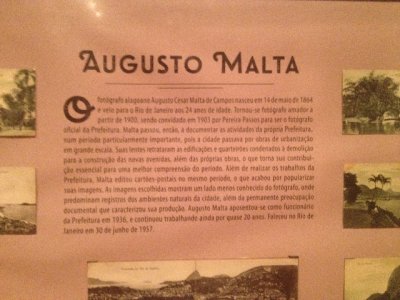 AUGUSTO MALTA
O fotógrafo alagoano Augusto César Malta de Campos nasceu em 14 de maio de 1864
e veio para o Rio de Janeiro aos 24 anos de idade. Tornou-se fotógrafo amador a
partir de 1900, sendo convidado em 1903 por Pereira Passos para ser o fotógrafo
oficial da Prefeitura. Malta passou, então, a documentar as atividades da própria Prefeitura,
num período particularmente importante, pois a cidade passava por obras de urbanização
em grande escala. Suas lentes retrataram as edificações e quarteirões condenados à demolição
para a construção das novas avenidas, além das próprias obras, o que torna sua contribui-
ção essencial para uma melhor compreensão do período. Além de realizar os trabalhos da
Prefeitura, Malta editou cartões-postais no mesmo período, o que acabou por popularizar
suas imagens. As imagens escolhidas mostram um lado menos conhecido do fotógrafo, onde
predominam registros dos ambientes naturais da cidade, além da permanente preocupação
documental que caracterizou sua produção. Augusto Malta aposentou-se como funcionário
da Prefeitura em 1936, e continuou trabalhando ainda por quase 20 anos. Faleceu no Rio de
Janeiro em 30 de junho de 1957.